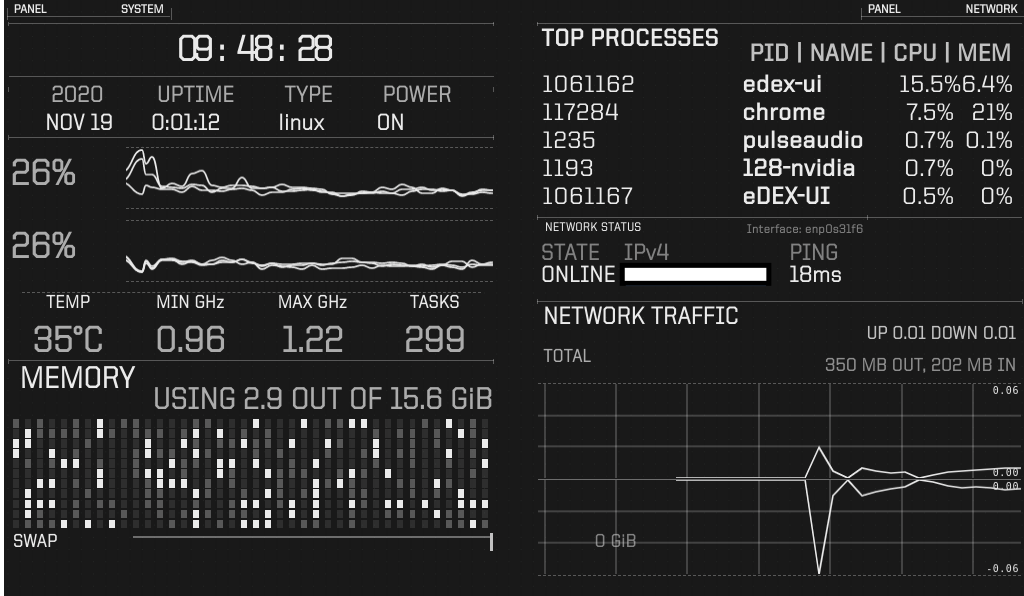 PANEL SYSTEM
09:48:28
2020 UPTIME TYPE POWER
NOV 19 0:01:12 linux ON
26%
26%
TEMP MIN GHz MAX GHz TASKS
35°C 0.96 1.22 299
MEMORY
USING 2.9 OUT OF 15.6 GiB
SWAP
0 GiB
PANEL NETWORK
TOP PROCESSES
PID | NAME | CPU | MEM
1061162 edex-ui 15.5% 6.4%
117284 chrome 7.5% 21%
1235 pulseaudio 0.7% 0.1%
1193 128-nvidia 0.7% 0%
1061167 eDEX-UI 0.5% 0%
NETWORK STATUS Interface: enp0s31f6
STATE IPv4 PING
ONLINE 18ms
NETWORK TRAFFIC
UP 0.01 DOWN 0.01
TOTAL 350 MB OUT, 202 MB IN
0.06
0.00
0.00
-0.06